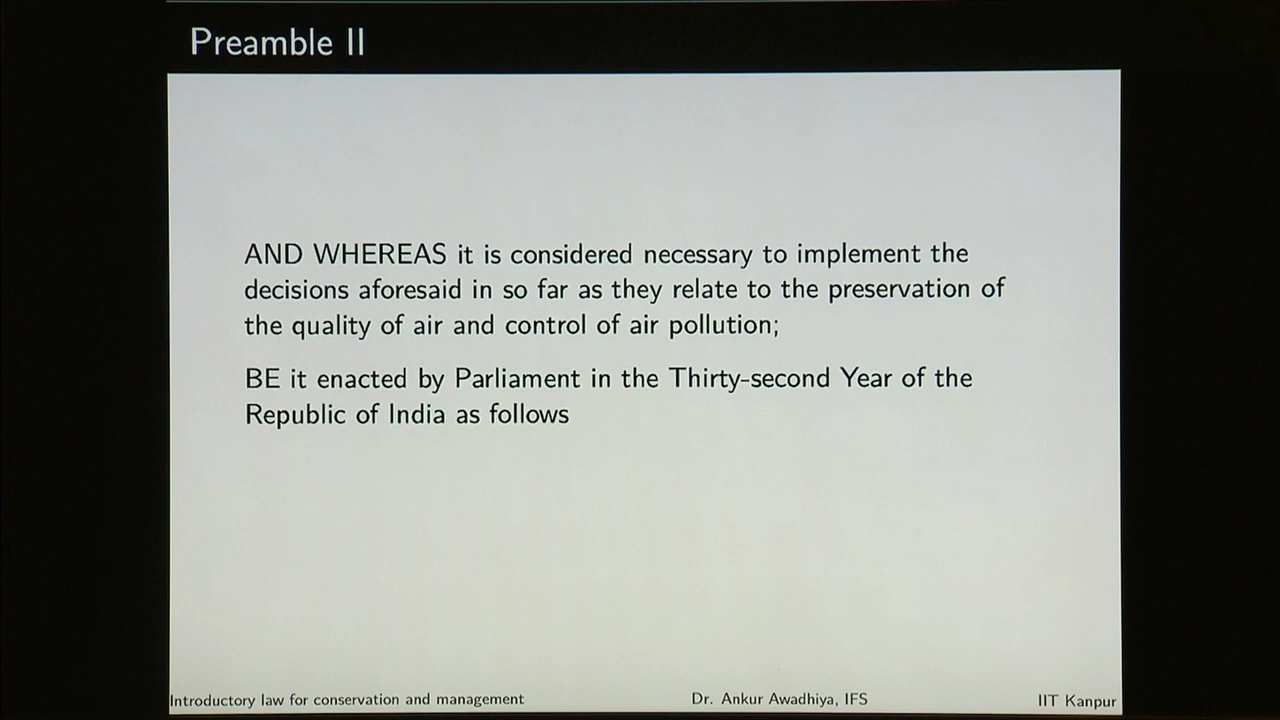 Preamble II
AND WHEREAS it is considered necessary to implement the
decisions aforesaid in so far as they relate to the preservation of
the quality of air and control of air pollution;
BE it enacted by Parliament in the Thirty-second Year of the
Republic of India as follows
Introductory law for conservation and management Dr. Ankur Awadhiya, IFS IIT Kanpur